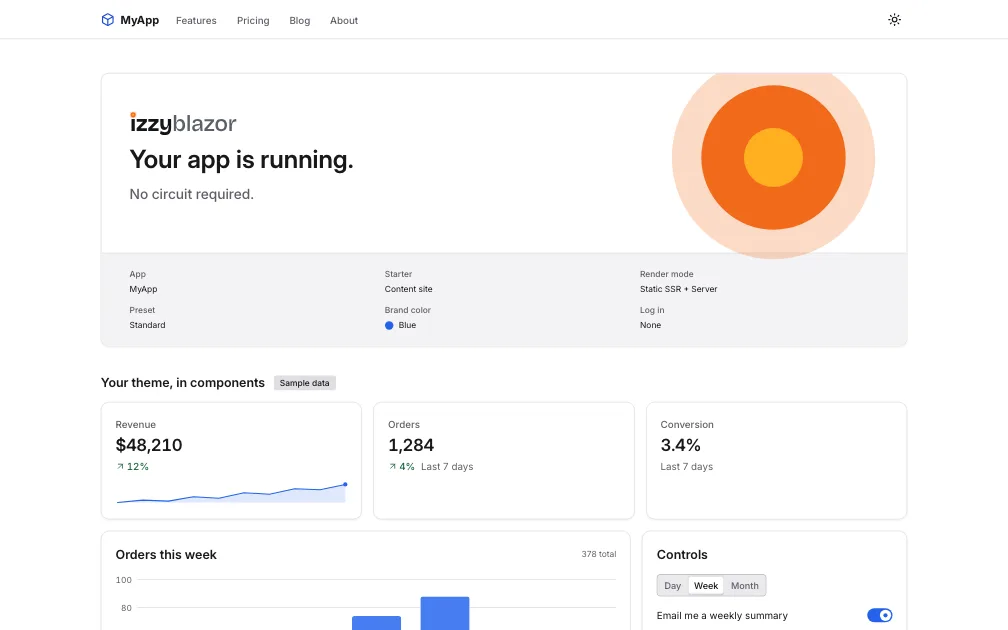 MyApp Features Pricing Blog About
izzyblazor
Your app is running.
No circuit required.
App Starter Render mode
MyApp Content site Static SSR + Server
Preset Brand color Log in
Standard Blue None
Your theme, in components Sample data
Revenue Orders Conversion
$48,210 1,284 3.4%
12% 4% Last 7 days Last 7 days
Orders this week 378 total Controls
100 Day Week Month
80 Email me a weekly summary